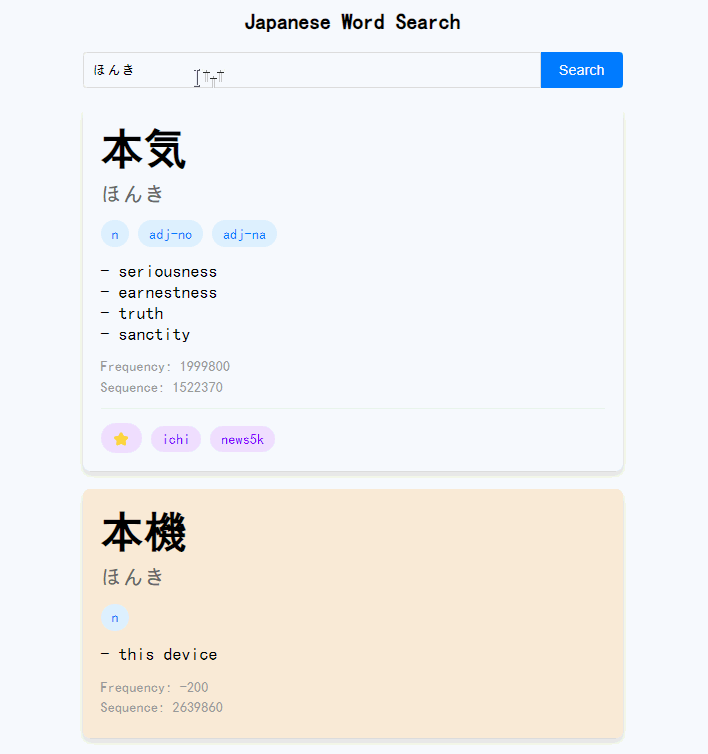 Japanese Word Search
ほんき
Search
本気
ほんき
n adj-no adj-na
- seriousness
- earnestness
- truth
- sanctity
Frequency: 1999800
Sequence: 1522370
⭐ ichi news5k
本機
ほんき
n
- this device
Frequency: -200
Sequence: 2639860